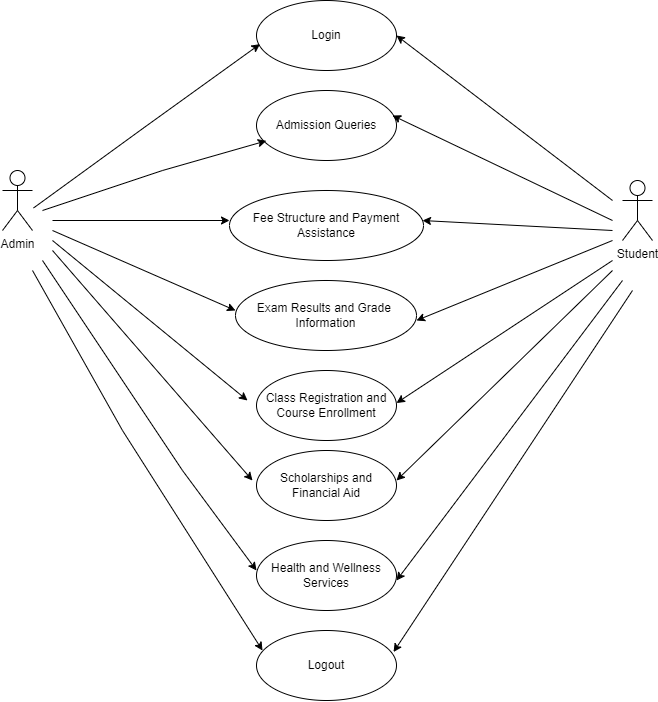 Login
Admission Queries
Fee Structure and Payment
Assistance
Admin
Student
Exam Results and Grade
Information
Class Registration and
Course Enrollment
Scholarships and
Financial Aid
Health and Wellness
Services
Logout